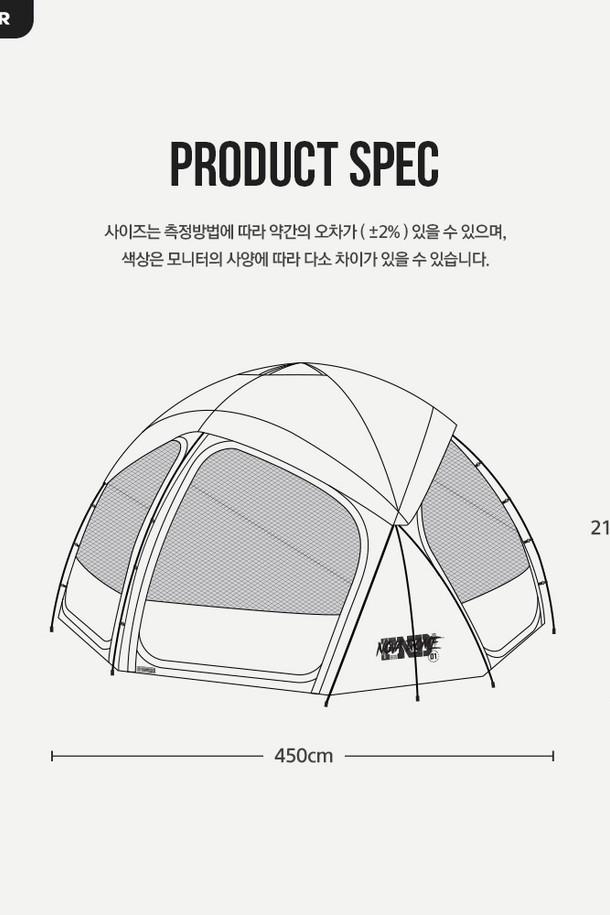 R
PRODUCT SPEC
사이즈는 측정방법에 따라 약간의 오차가 ( ±2% ) 있을 수 있으며,
색상은 모니터의 사양에 따라 다소 차이가 있을 수 있습니다.
21
01
450cm